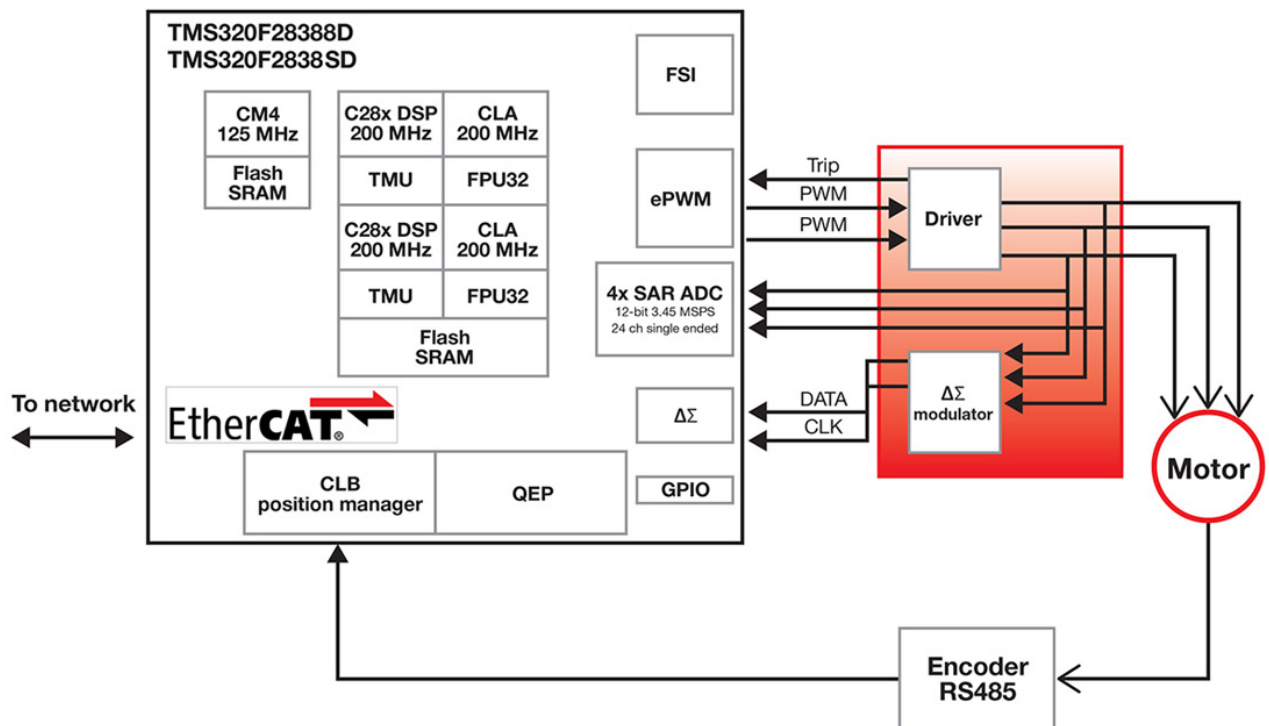 TMS320F28388D
TMS320F2838SD
FSI
CM4
125 MHz
C28x DSP
200 MHz
CLA
200 MHz
Flash
SRAM
TMU
FPU32
ePWM
Trip
PWM
PWM
Driver
C28x DSP
200 MHz
CLA
200 MHz
TMU
FPU32
4x SAR ADC
12-bit 3.45 MSPS
24 ch single ended
Flash
SRAM
To network
EtherCAT®
ΔΣ
DATA
CLK
ΔΣ
modulator
Motor
CLB
position manager
QEP
GPIO
Encoder
RS485